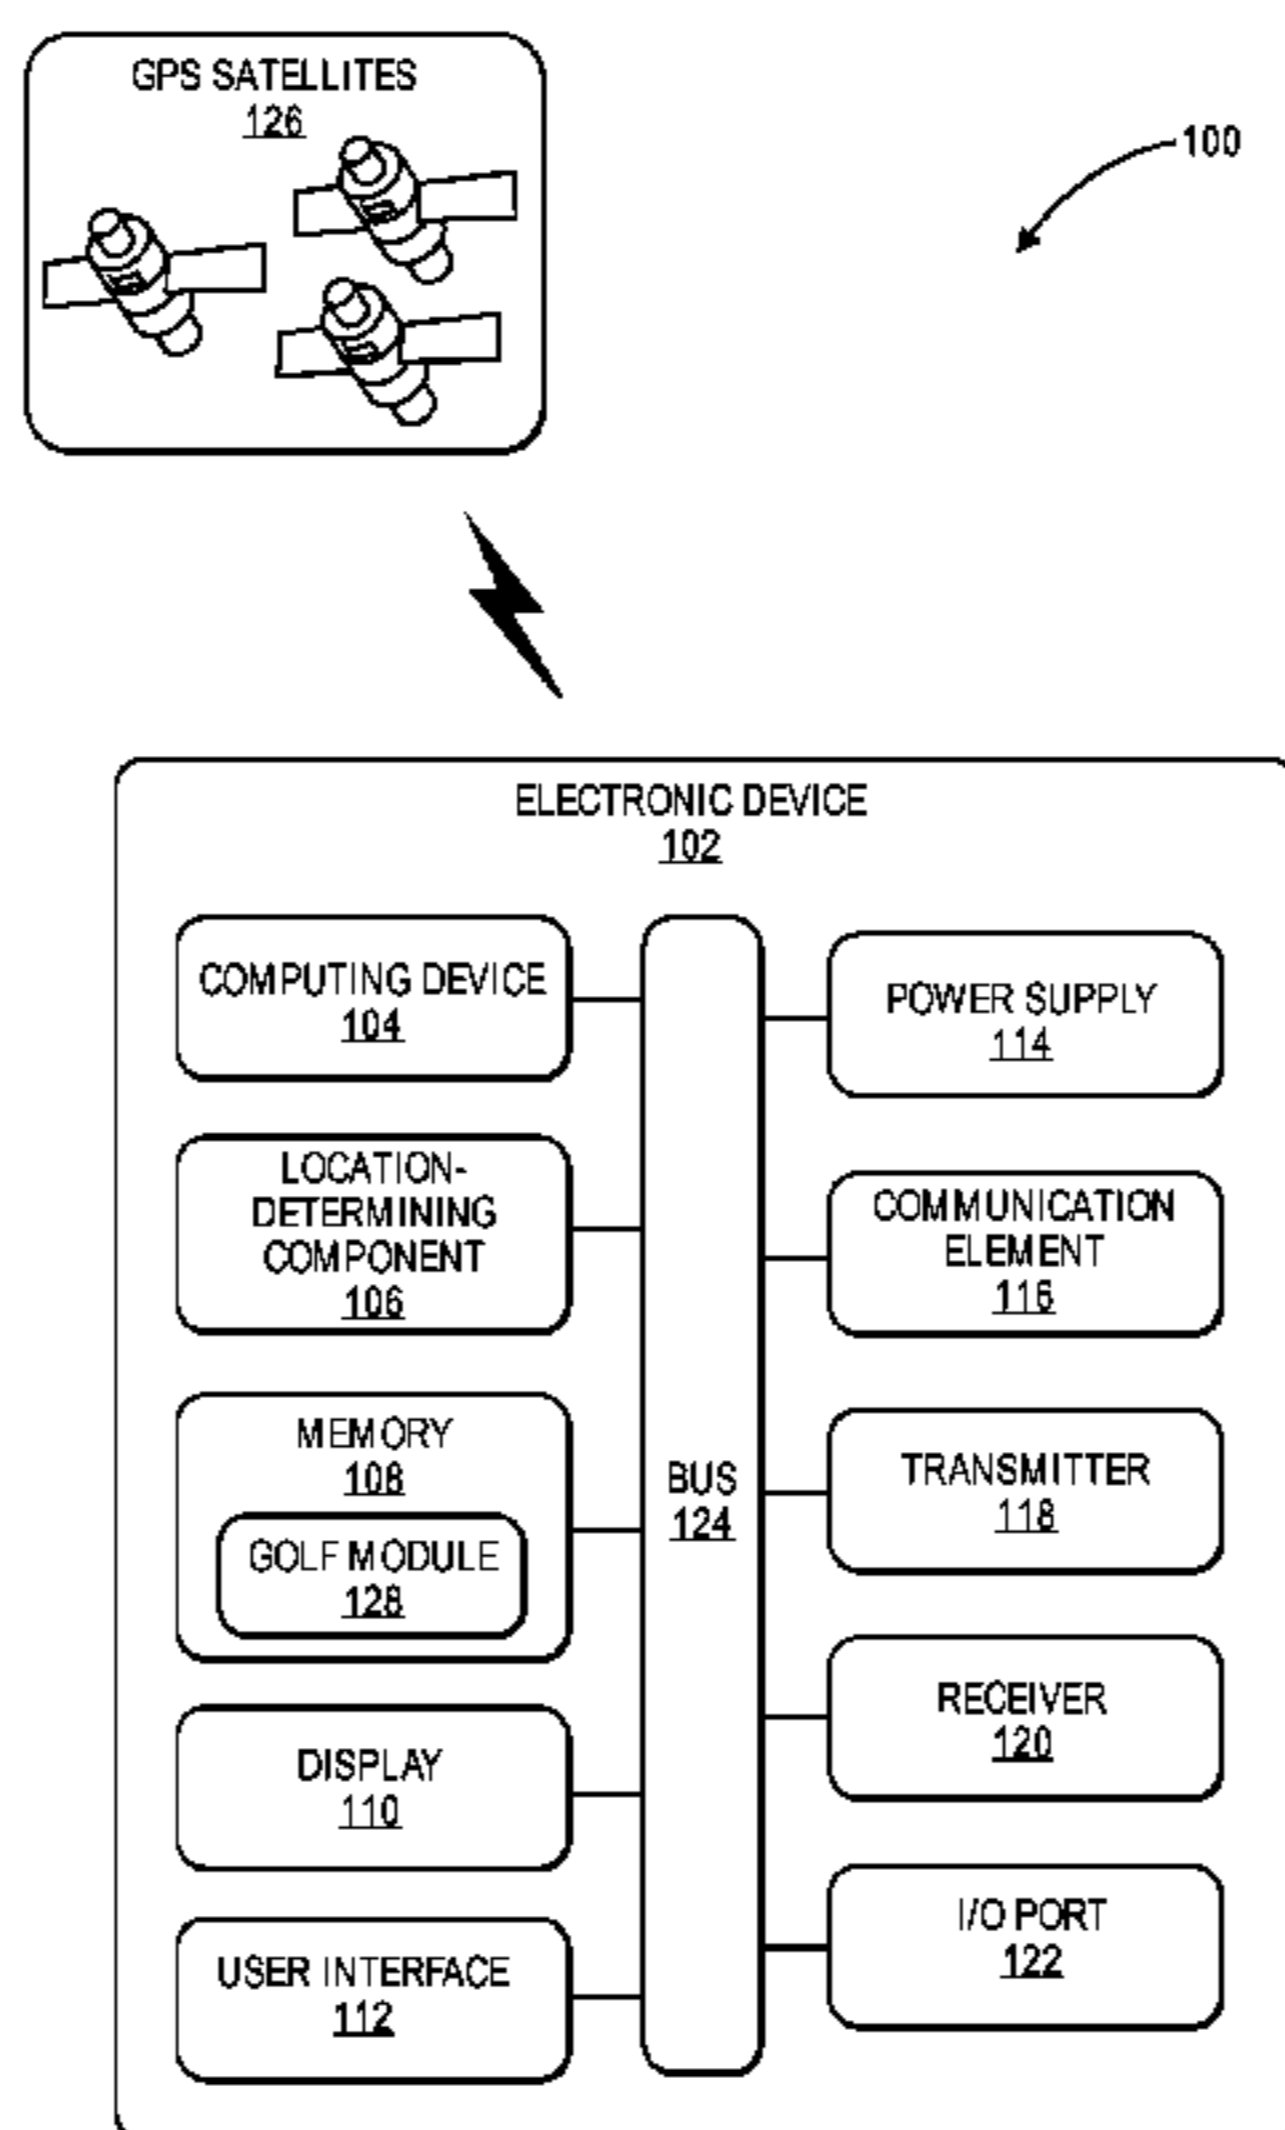 GPS SATELLITES
126
100
ELECTRONIC DEVICE
102
COMPUTING DEVICE
104
LOCATION-
DETERMINING
COMPONENT
106
MEMORY
108
GOLF MODULE
128
DISPLAY
110
USER INTERFACE
112
BUS
124
POWER SUPPLY
114
COMMUNICATION
ELEMENT
116
TRANSMITTER
118
RECEIVER
120
I/O PORT
122